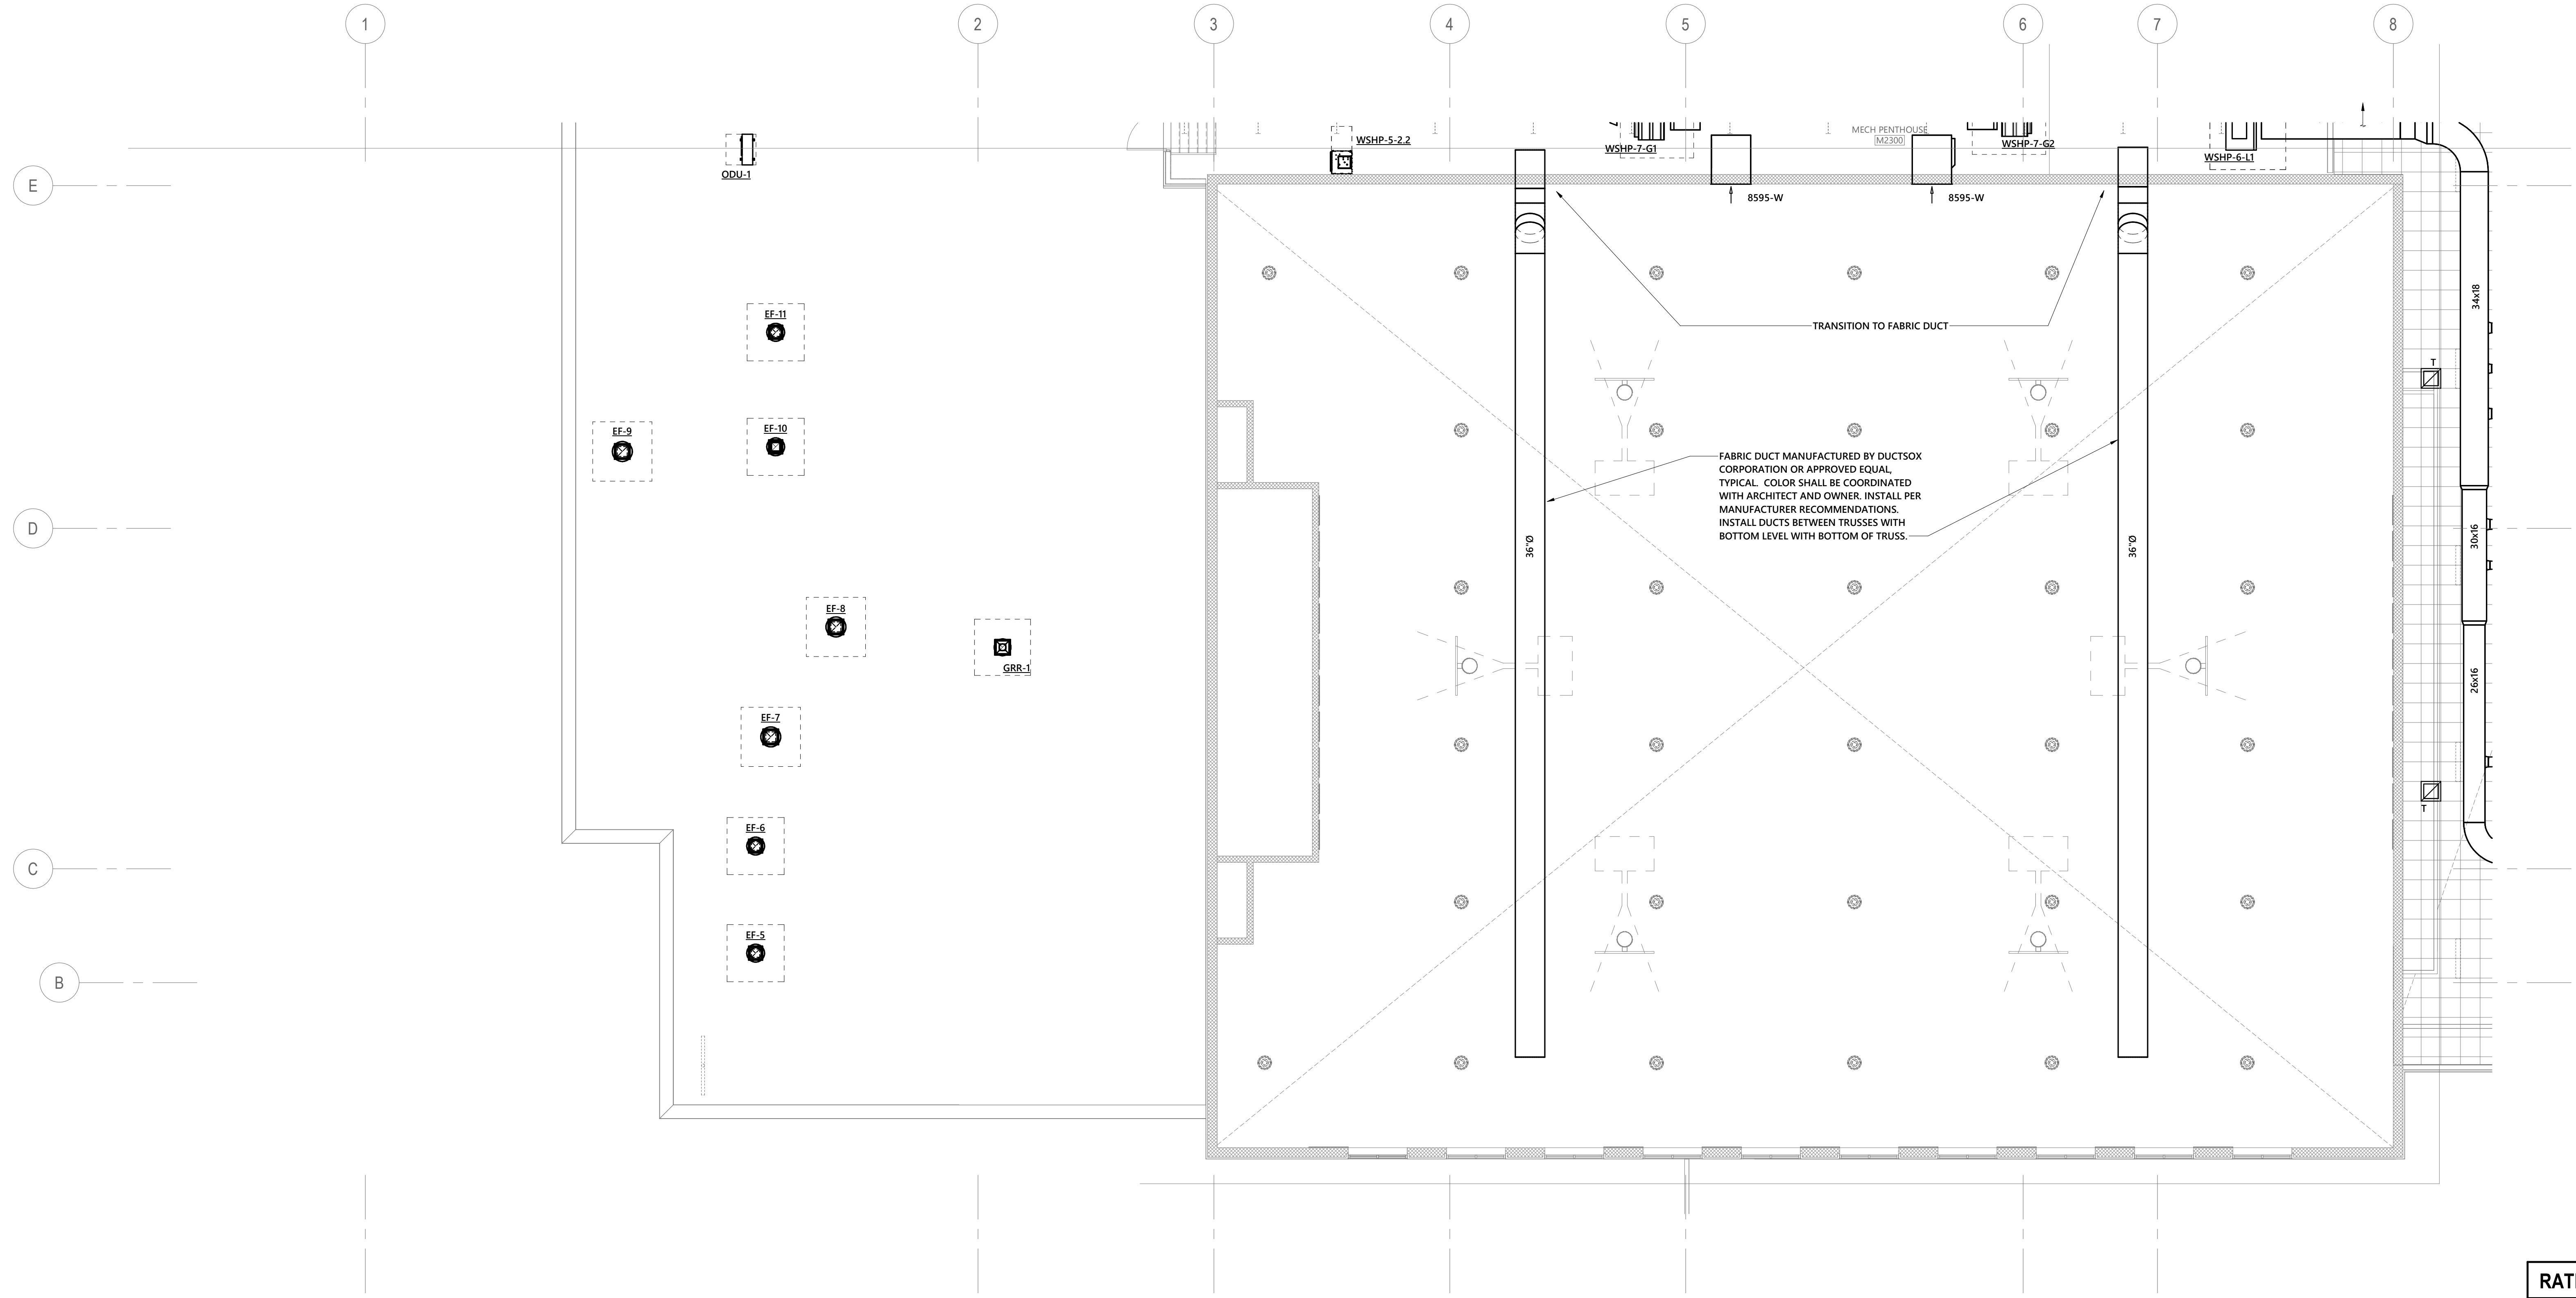 1
2
3
4
5
6
7
8
E
D
C
B
ODU-1
WSHP-5-2.2
WSHP-7-G1
MECH PENTHOUSE
M2300
WSHP-7-G2
WSHP-6-L1
8595-W
8595-W
EF-11
EF-10
EF-9
EF-8
GRR-1
EF-7
EF-6
EF-5
TRANSITION TO FABRIC DUCT
FABRIC DUCT MANUFACTURED BY DUCTSOX
CORPORATION OR APPROVED EQUAL,
TYPICAL. COLOR SHALL BE COORDINATED
WITH ARCHITECT AND OWNER. INSTALL PER
MANUFACTURER RECOMMENDATIONS.
INSTALL DUCTS BETWEEN TRUSSES WITH
BOTTOM LEVEL WITH BOTTOM OF TRUSS.
36"Ø
36"Ø
34x18
30x16
26x16
T
T